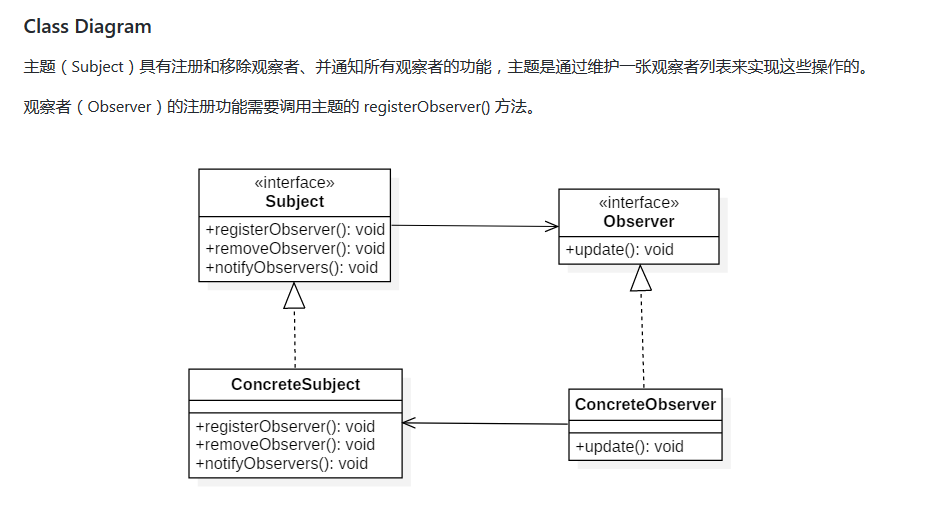 Class Diagram
主题（Subject）具有注册和移除观察者、并通知所有观察者的功能，主题是通过维护一张观察者列表来实现这些操作的。
观察者（Observer）的注册功能需要调用主题的 registerObserver() 方法。
«interface»
Subject
+registerObserver(): void
+removeObserver(): void
+notifyObservers(): void
«interface»
Observer
+update(): void
ConcreteSubject
+registerObserver(): void
+removeObserver(): void
+notifyObservers(): void
ConcreteObserver
+update(): void